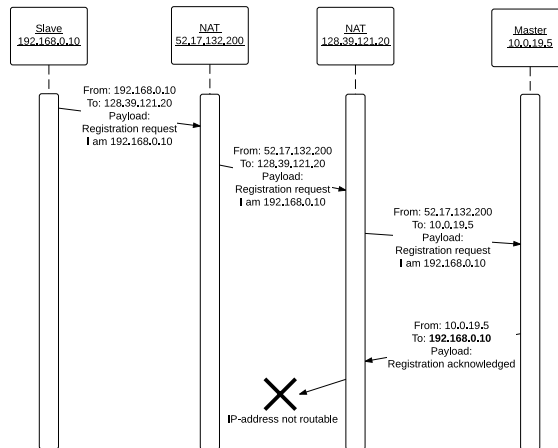 Slave
192.168.0.10
NAT
52.17.132.200
NAT
128.39.121.20
Master
10.0.19.5
From: 192.168.0.10
To: 128.39.121.20
Payload:
Registration request
I am 192.168.0.10
From: 52.17.132.200
To: 128.39.121.20
Payload:
Registration request
I am 192.168.0.10
From: 52.17.132.200
To: 10.0.19.5
Payload:
Registration request
I am 192.168.0.10
From: 10.0.19.5
To: 192.168.0.10
Payload:
Registration acknowledged
IP-address not routable